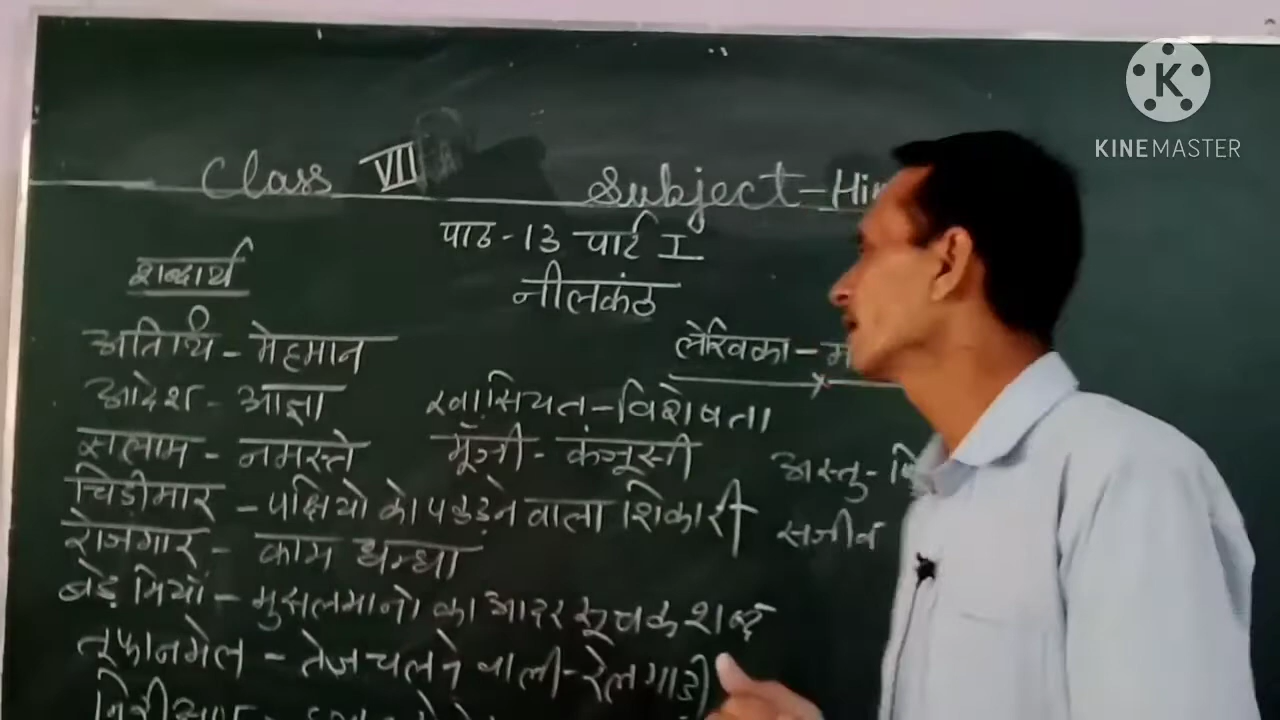 KINEMASTER
Class VII Subject-Hin
पाठ-13 पार्ट I
नीलकंठ
शब्दार्थ
लेखिका-म
अतिथि - मेहमान
आदेश - आज्ञा
खासियत - विशेषता
सलाम - नमस्ते
मूँजी - कंजूसी
अस्तु - 
चिड़ीमार - पक्षियो को पकड़ने वाला शिकारी
सजीव
रोजगार - काम धन्धा
बड़े मियाँ - मुसलमानो का आदर सूचक शब्द
तूफानमेल - तेज चलने वाली - रेलगाड़ी